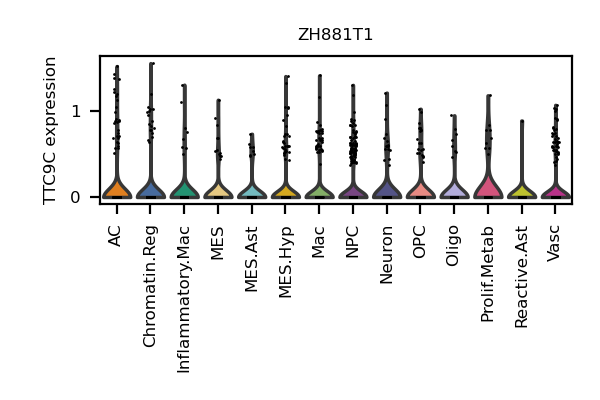 ZH881T1
TTC9C expression
1
0
AC
Chromatin.Reg
Inflammatory.Mac
MES
MES.Ast
MES.Hyp
Mac
NPC
Neuron
OPC
Oligo
Prolif.Metab
Reactive.Ast
Vasc